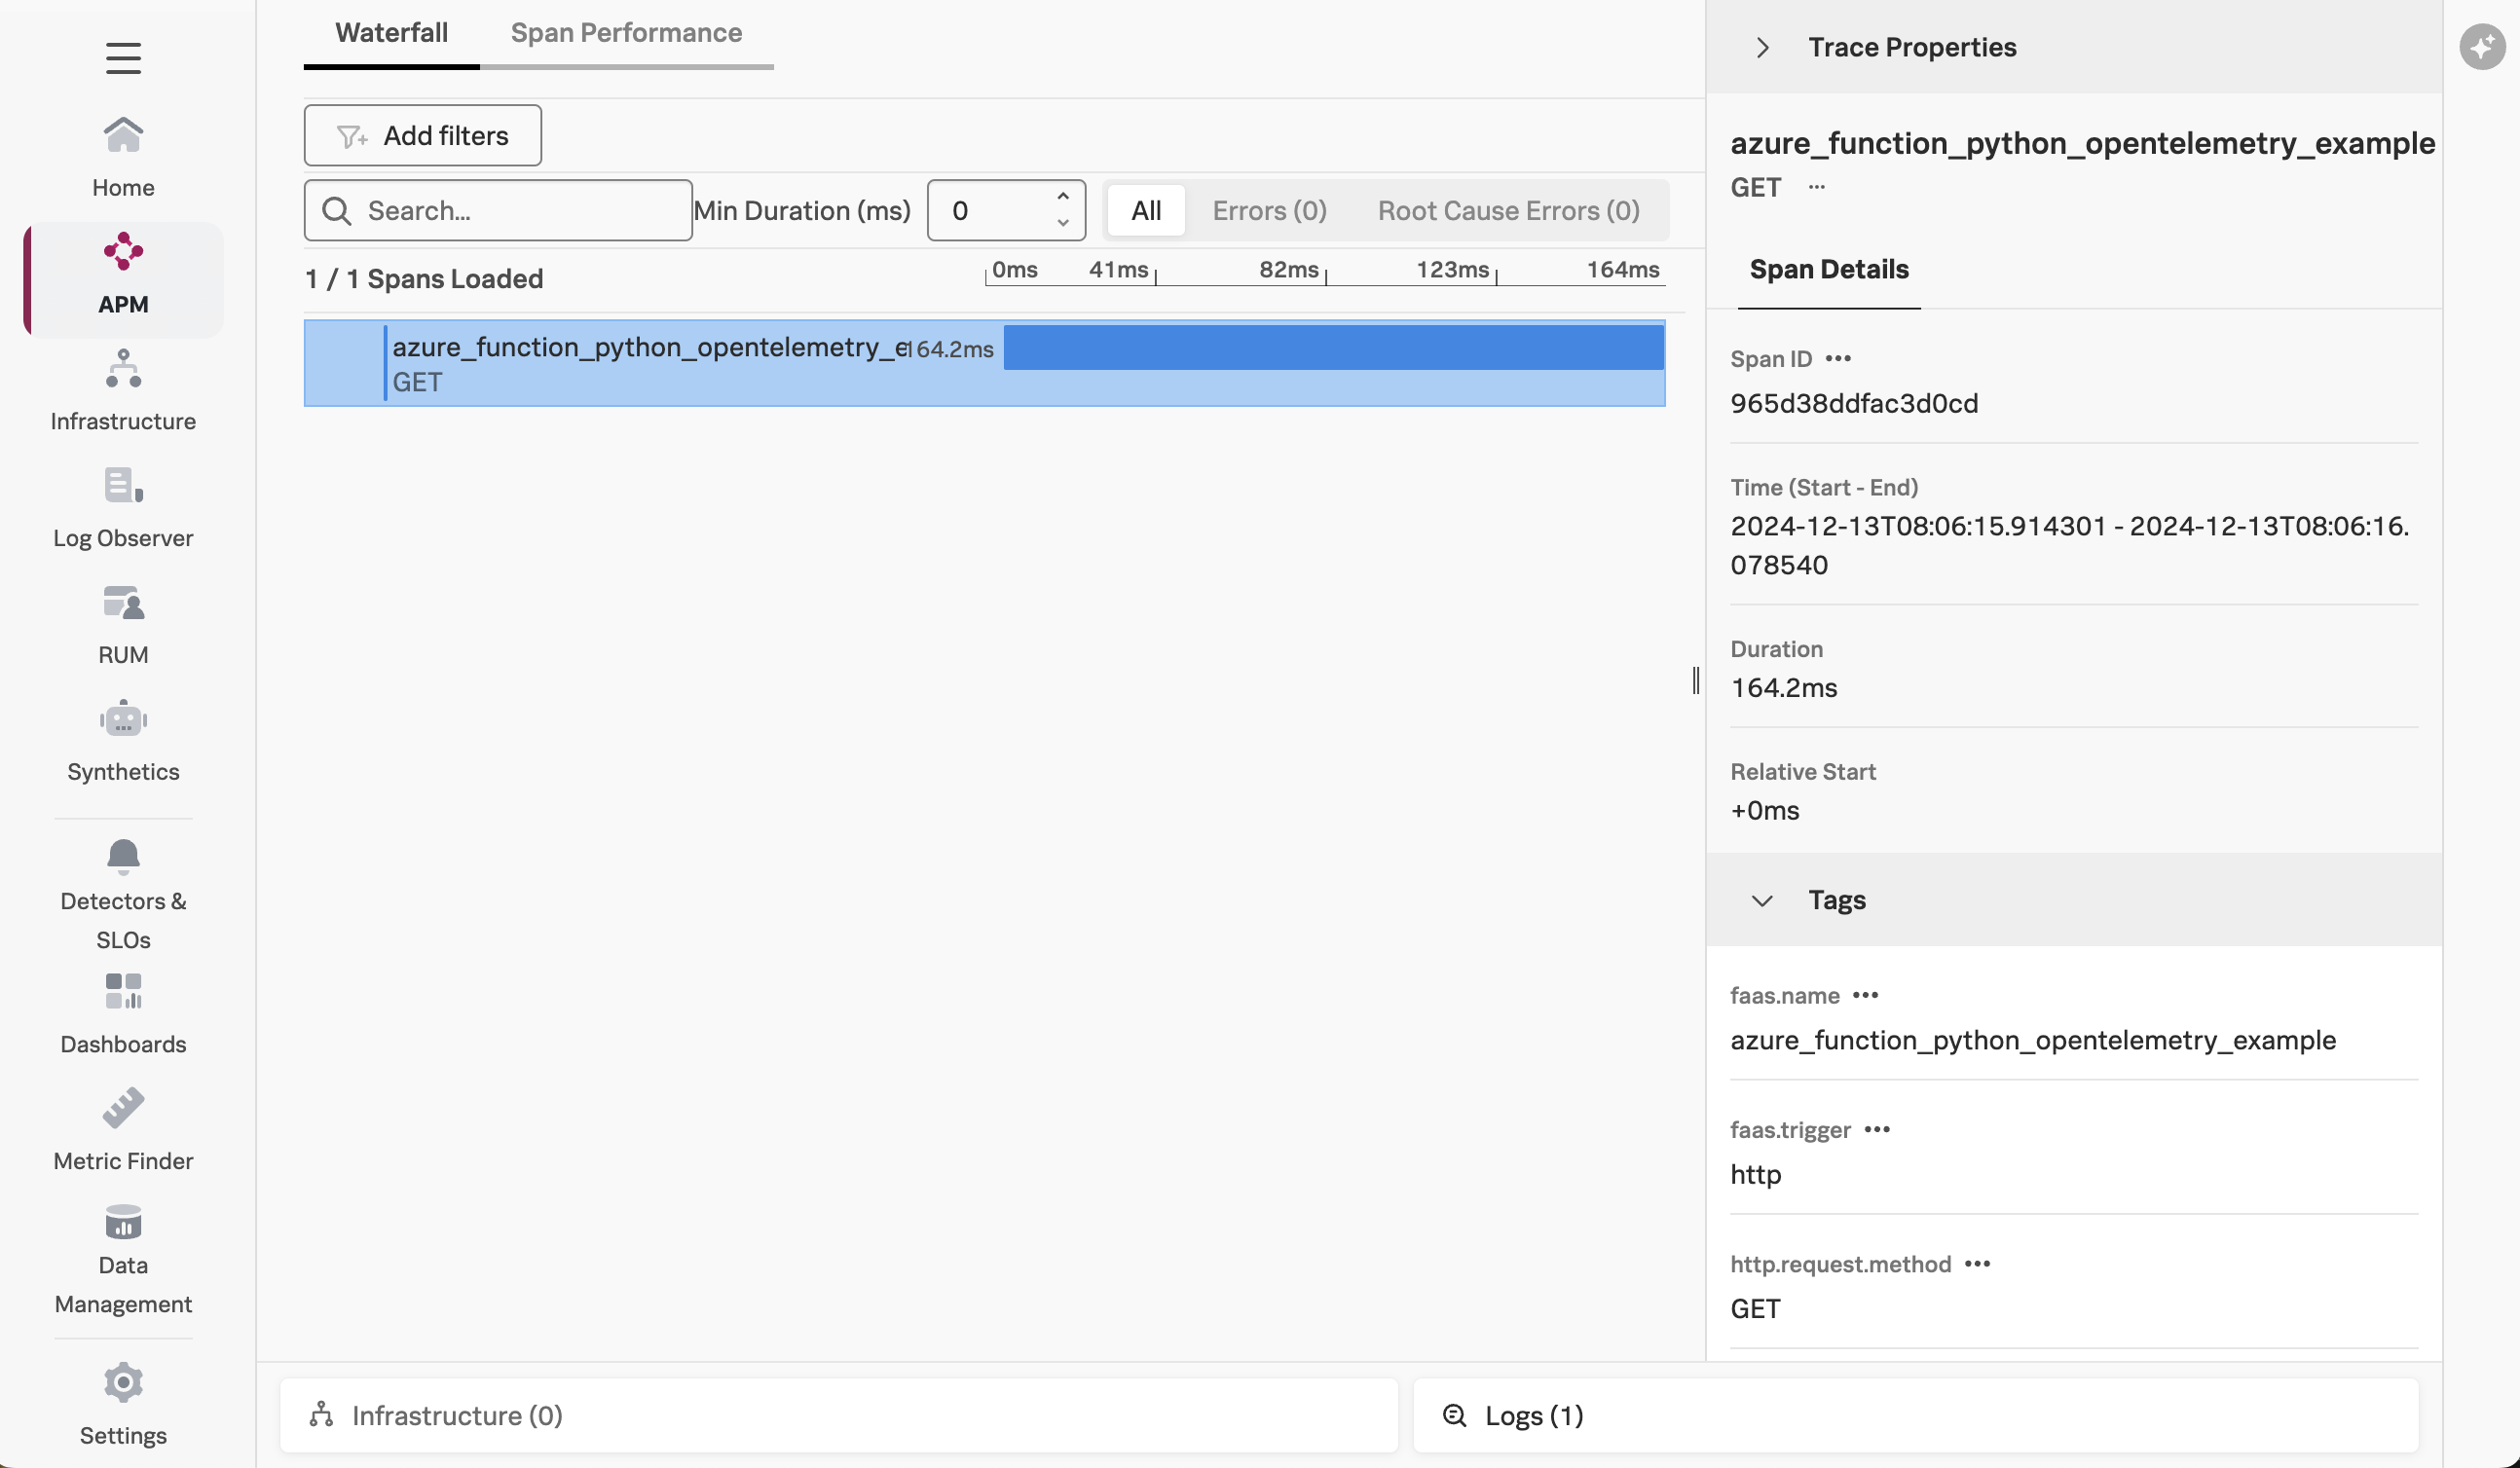 Home
APM
Infrastructure
Log Observer
RUM
Synthetics
Detectors &
SLOs
Dashboards
Metric Finder
Data
Management
Settings
Waterfall
Span Performance
Add filters
Search...
Min Duration (ms)
0
All
Errors (0)
Root Cause Errors (0)
1 / 1 Spans Loaded
0ms
41ms
82ms
123ms
164ms
azure_function_python_opentelemetry_e
164.2ms
GET
Trace Properties
azure_function_python_opentelemetry_example
GET ...
Span Details
Span ID •••
965d38ddfac3d0cd
Time (Start - End)
2024-12-13T08:06:15.914301 - 2024-12-13T08:06:16.
078540
Duration
164.2ms
Relative Start
+0ms
Tags
faas.name •••
azure_function_python_opentelemetry_example
faas.trigger •••
http
http.request.method •••
GET
Infrastructure (0)
Logs (1)